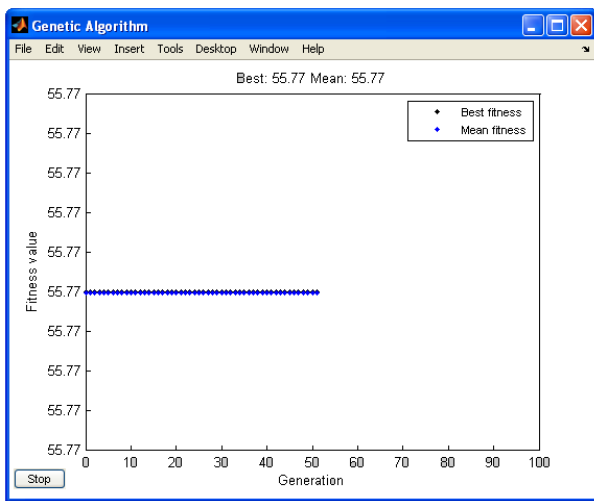 Genetic Algorithm
File Edit View Insert Tools Desktop Window Help
Best: 55.77 Mean: 55.77
Best fitness
Mean fitness
Fitness value
55.77
55.77
55.77
55.77
55.77
55.77
55.77
55.77
55.77
55.77
0 10 20 30 40 50 60 70 80 90 100
Generation
Stop